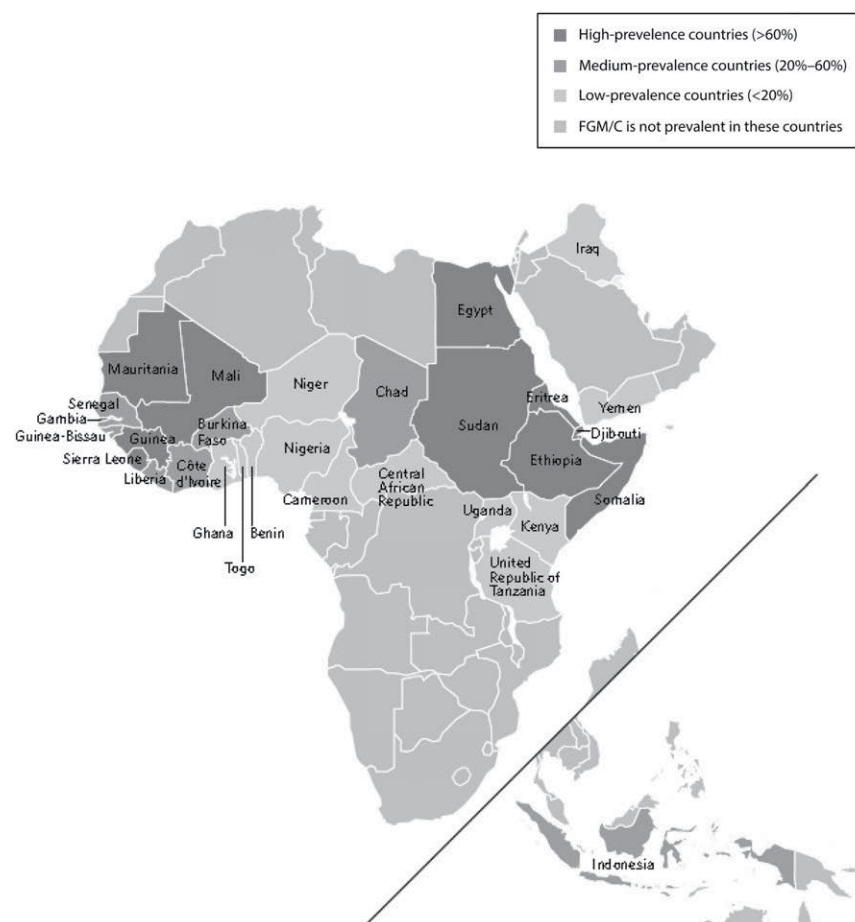 High-prevelence countries (>60%)
Medium-prevalence countries (20%–60%)
Low-prevalence countries (<20%)
FGM/C is not prevalent in these countries
Iraq
Egypt
Mauritania
Mali
Niger
Chad
Eritrea
Yemen
Senegal
Gambia
Guinea-Bissau
Guinea
Burkina
Faso
Sudan
Djibouti
Nigeria
Sierra Leone
Côte
d'Ivoire
Liberia
Ethiopia
Central
African
Republic
Cameroon
Somalia
Uganda
Kenya
Ghana
Benin
Togo
United
Republic of
Tanzania
Indonesia